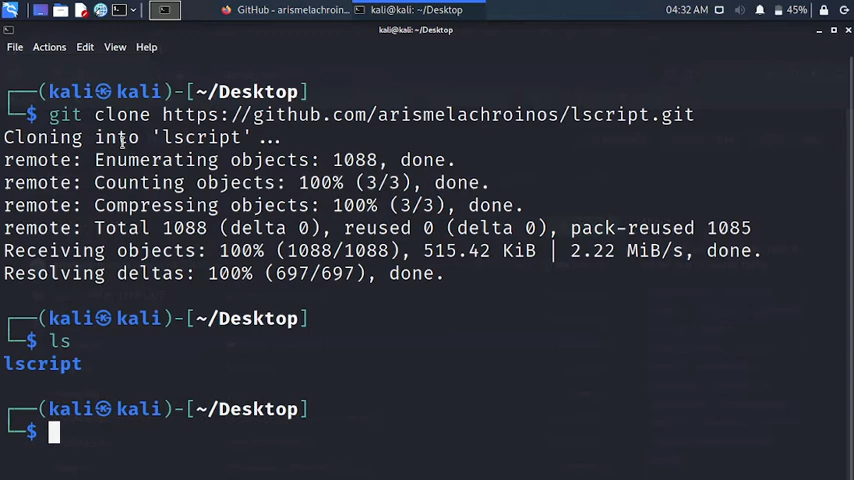 GitHub - arismelachroin...
kali@kali: ~/Desktop
04:32 AM
45%
kali@kali: ~/Desktop
File Actions Edit View Help
┌──(kali㉿kali)-[~/Desktop]
└─$ git clone https://github.com/arismelachroinos/lscript.git
Cloning into 'lscript'...
remote: Enumerating objects: 1088, done.
remote: Counting objects: 100% (3/3), done.
remote: Compressing objects: 100% (3/3), done.
remote: Total 1088 (delta 0), reused 0 (delta 0), pack-reused 1085
Receiving objects: 100% (1088/1088), 515.42 KiB | 2.22 MiB/s, done.
Resolving deltas: 100% (697/697), done.
┌──(kali㉿kali)-[~/Desktop]
└─$ ls
lscript
┌──(kali㉿kali)-[~/Desktop]
└─$